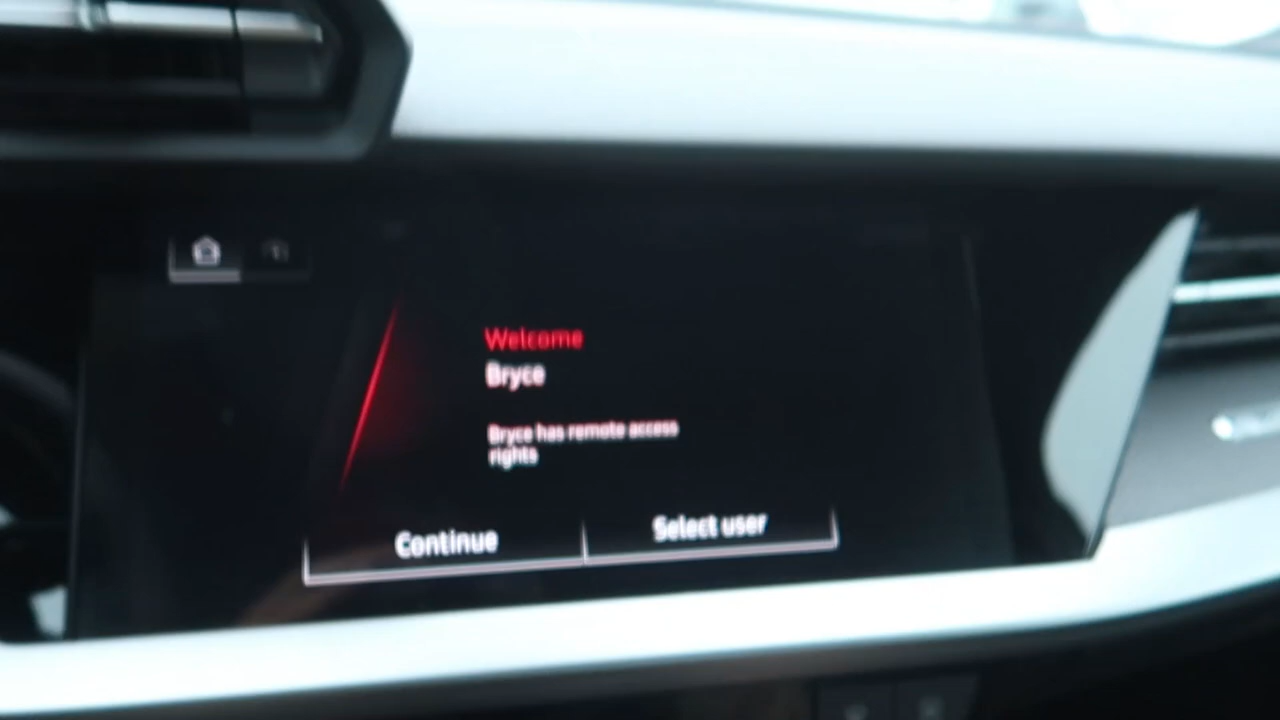 Welcome
Bryce
Bryce has remote access
rights
Continue
Select user